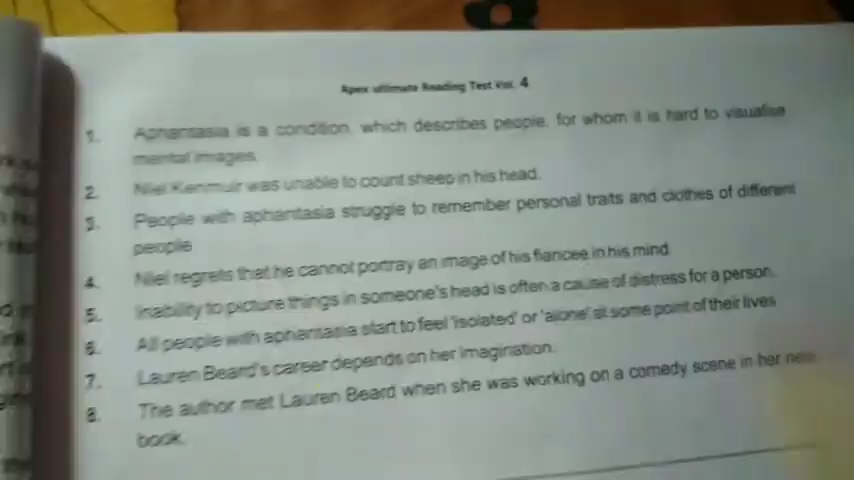 Apex ultimate Reading Test Vol. 4
1. Aphantasia is a condition, which describes people, for whom it is hard to visualise
mental images.
2. Niel Kenmuir was unable to count sheep in his head.
3. People with aphantasia struggle to remember personal traits and clothes of different
people
4. Niel regrets that he cannot portray an image of his fiancee in his mind
5. Inability to picture things in someone's head is often a cause of distress for a person.
6. All people with aphantasia start to feel 'isolated' or 'alone' at some point of their lives
7. Lauren Beard's career depends on her imagination.
8. The author met Lauren Beard when she was working on a comedy scene in her new
book.